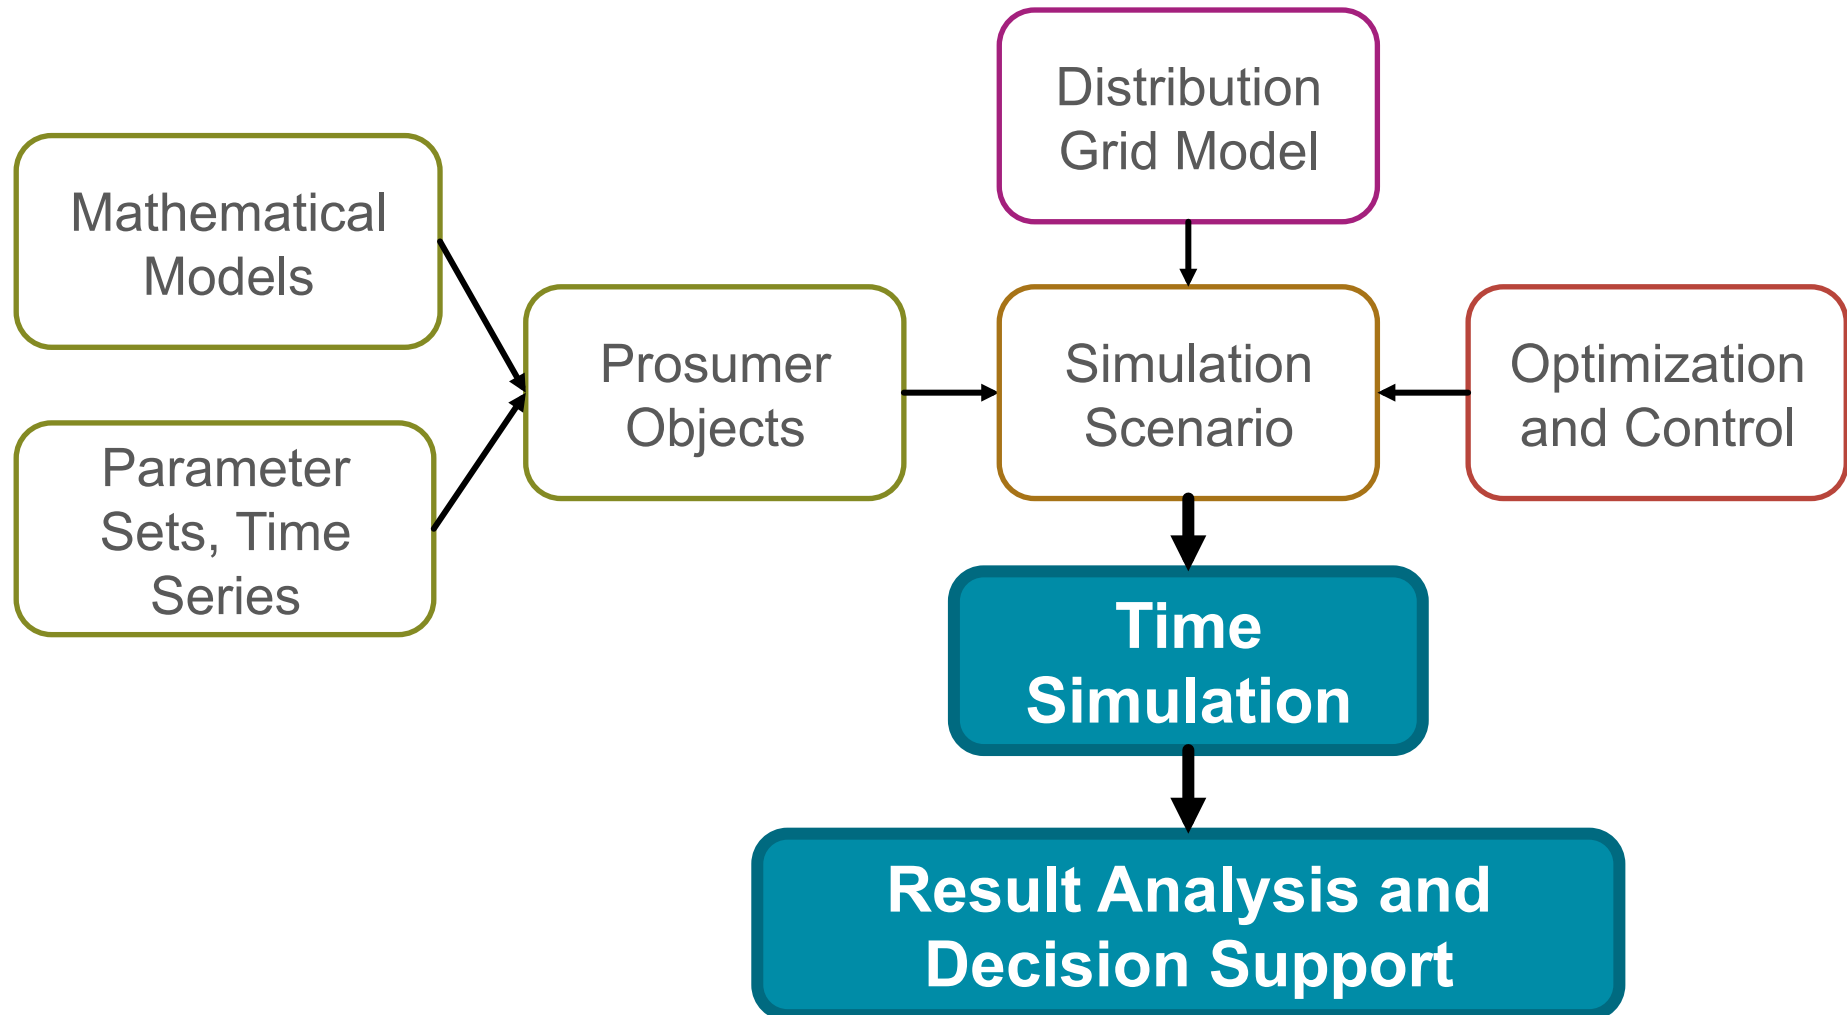 Distribution
Grid Model
Mathematical
Models
Parameter
Sets, Time
Series
Prosumer
Objects
Simulation
Scenario
Optimization
and Control
Time
Simulation
Result Analysis and
Decision Support